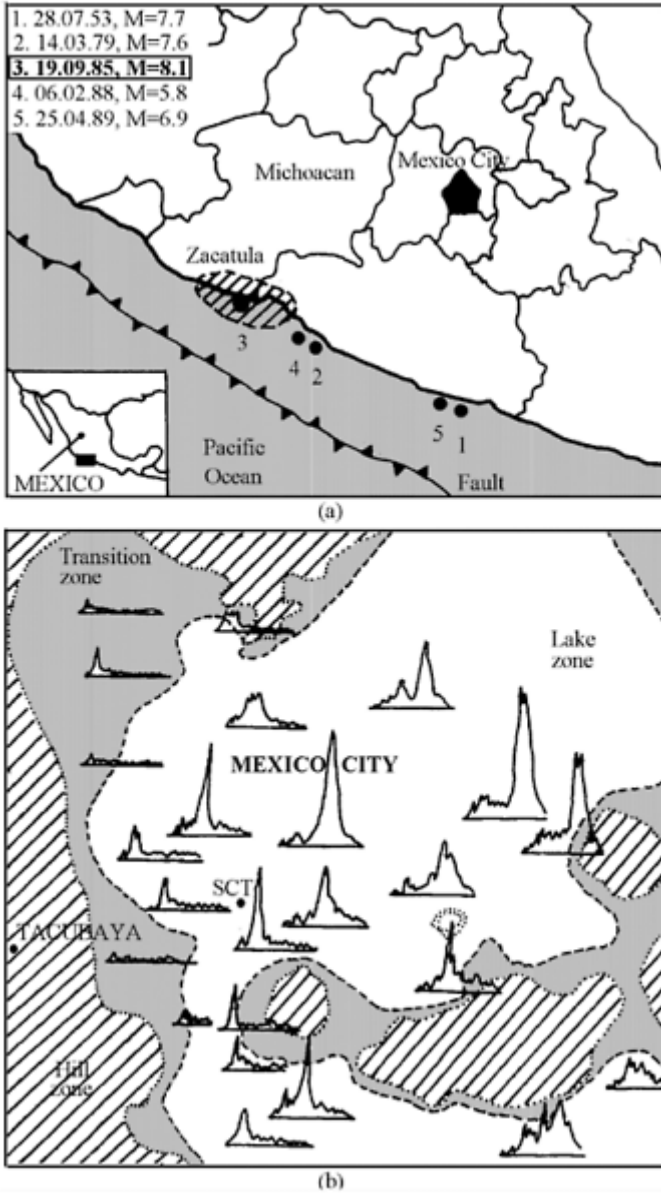 1. 28.07.53, M=7.7
2. 14.03.79, M=7.6
3. 19.09.85, M=8.1
4. 06.02.88, M=5.8
5. 25.04.89, M=6.9
Mexico City
Michoacan
Zacatula
3
4 2
5 1
Pacific
Ocean
Fault
MEXICO
(a)
Transition
zone
Lake
zone
MEXICO CITY
SCT
TACUBAYA
Hill
zone
(b)